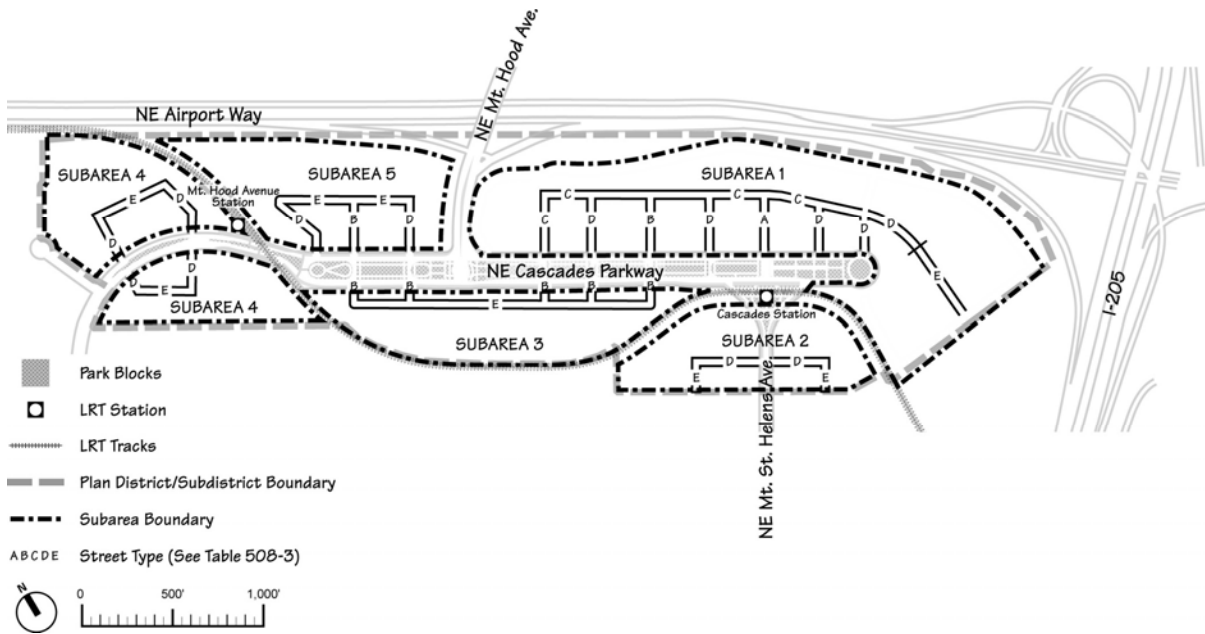 NE Mt. Hood Ave.
NE Airport Way
SUBAREA 4
SUBAREA 5
SUBAREA 1
Mt. Hood Avenue
Station
E
D
D
D
E
E
D
B
D
C
C
C
C
D
B
D
A
D
D
D
E
I-205
NE Cascades Parkway
D
D
E
SUBAREA 4
B
B
B
B
B
E
Cascades Station
SUBAREA 3
SUBAREA 2
D
D
E
E
NE Mt. St. Helens Ave.
Park Blocks
LRT Station
LRT Tracks
Plan District/Subdistrict Boundary
Subarea Boundary
ABCDE Street Type (See Table 508-3)
N
0 500' 1,000'